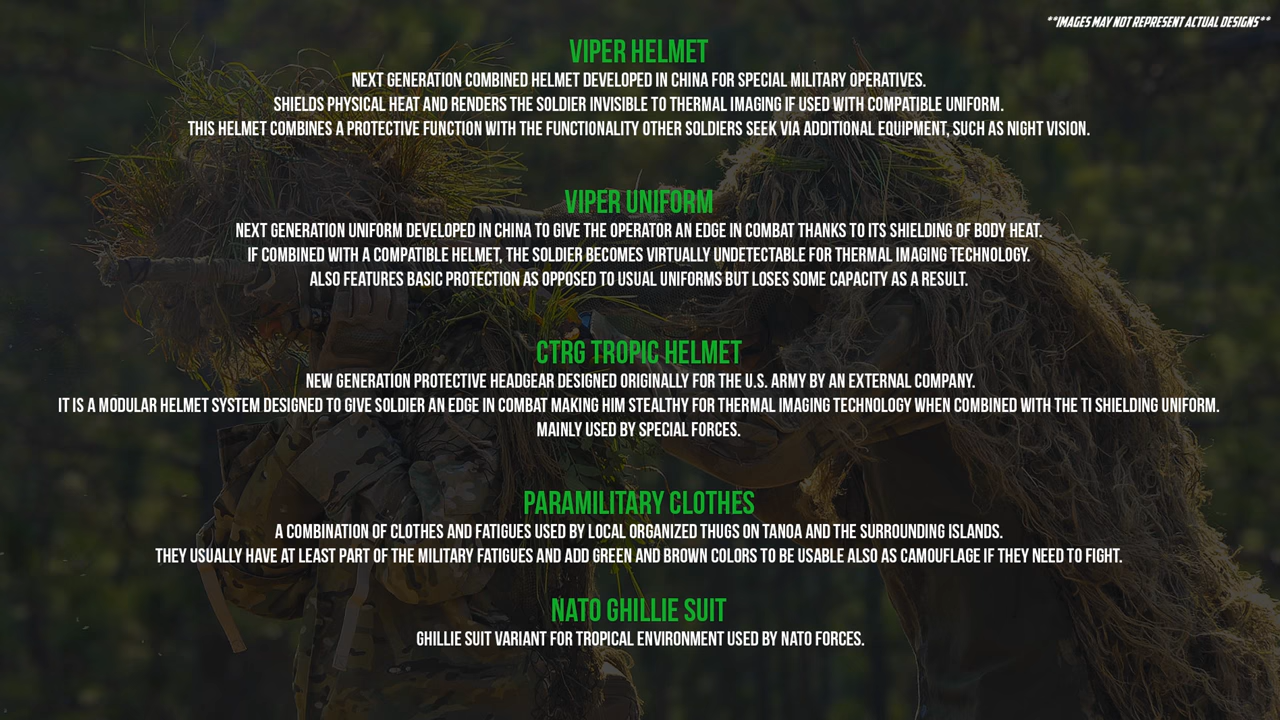 **IMAGES MAY NOT REPRESENT ACTUAL DESIGNS**
VIPER HELMET
NEXT GENERATION COMBINED HELMET DEVELOPED IN CHINA FOR SPECIAL MILITARY OPERATIVES.
SHIELDS PHYSICAL HEAT AND RENDERS THE SOLDIER INVISIBLE TO THERMAL IMAGING IF USED WITH COMPATIBLE UNIFORM.
THIS HELMET COMBINES A PROTECTIVE FUNCTION WITH THE FUNCTIONALITY OTHER SOLDIERS SEEK VIA ADDITIONAL EQUIPMENT, SUCH AS NIGHT VISION.
VIPER UNIFORM
NEXT GENERATION UNIFORM DEVELOPED IN CHINA TO GIVE THE OPERATOR AN EDGE IN COMBAT THANKS TO ITS SHIELDING OF BODY HEAT.
IF COMBINED WITH A COMPATIBLE HELMET, THE SOLDIER BECOMES VIRTUALLY UNDETECTABLE FOR THERMAL IMAGING TECHNOLOGY.
ALSO FEATURES BASIC PROTECTION AS OPPOSED TO USUAL UNIFORMS BUT LOSES SOME CAPACITY AS A RESULT.
CTRG TROPIC HELMET
NEW GENERATION PROTECTIVE HEADGEAR DESIGNED ORIGINALLY FOR THE U.S. ARMY BY AN EXTERNAL COMPANY.
IT IS A MODULAR HELMET SYSTEM DESIGNED TO GIVE SOLDIER AN EDGE IN COMBAT MAKING HIM STEALTHY FOR THERMAL IMAGING TECHNOLOGY WHEN COMBINED WITH THE TI SHIELDING UNIFORM.
MAINLY USED BY SPECIAL FORCES.
PARAMILITARY CLOTHES
A COMBINATION OF CLOTHES AND FATIGUES USED BY LOCAL ORGANIZED THUGS ON TANOA AND THE SURROUNDING ISLANDS.
THEY USUALLY HAVE AT LEAST PART OF THE MILITARY FATIGUES AND ADD GREEN AND BROWN COLORS TO BE USABLE ALSO AS CAMOUFLAGE IF THEY NEED TO FIGHT.
NATO GHILLIE SUIT
GHILLIE SUIT VARIANT FOR TROPICAL ENVIRONMENT USED BY NATO FORCES.